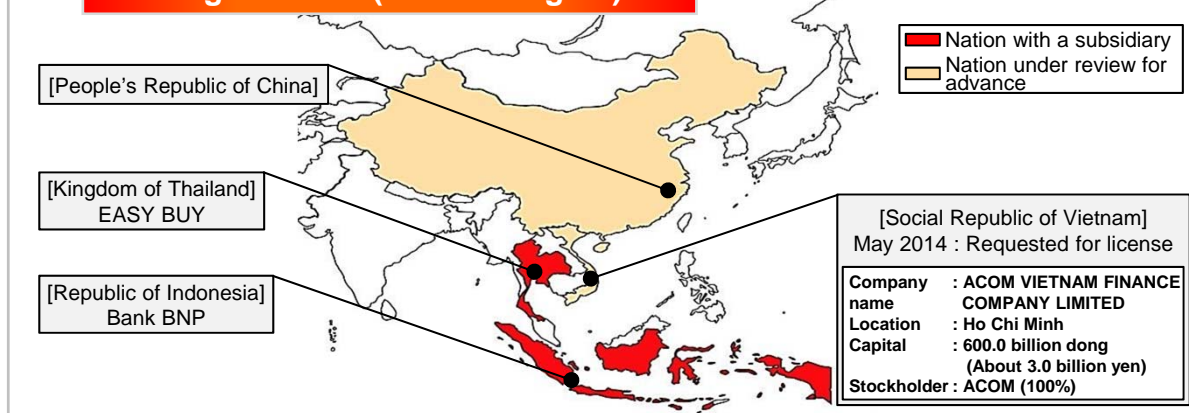 Nation with a subsidiary
Nation under review for
advance
[People's Republic of China]
[Kingdom of Thailand]
EASY BUY
[Republic of Indonesia]
Bank BNP
[Social Republic of Vietnam]
May 2014 : Requested for license
Company name : ACOM VIETNAM FINANCE
COMPANY LIMITED
Location : Ho Chi Minh
Capital : 600.0 billion dong
(About 3.0 billion yen)
Stockholder : ACOM (100%)